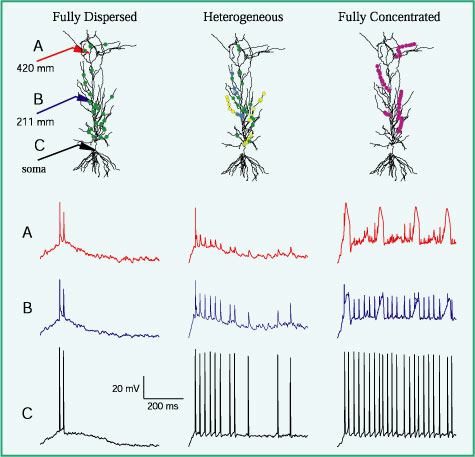 Fully Dispersed Heterogeneous Fully Concentrated
A
420 mm
B
211 mm
C
soma
A
B
20 mV
200 ms
C